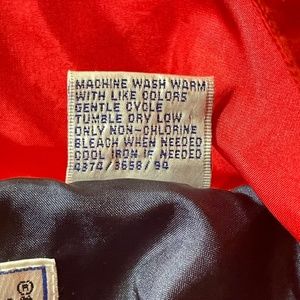 MACHINE WASH WARM
WITH LIKE COLORS
GENTLE CYCLE
TUMBLE DRY LOW
ONLY NON-CHLORINE
BLEACH WHEN NEEDED
COOL IRON IF NEEDED
4374/3658/94
®